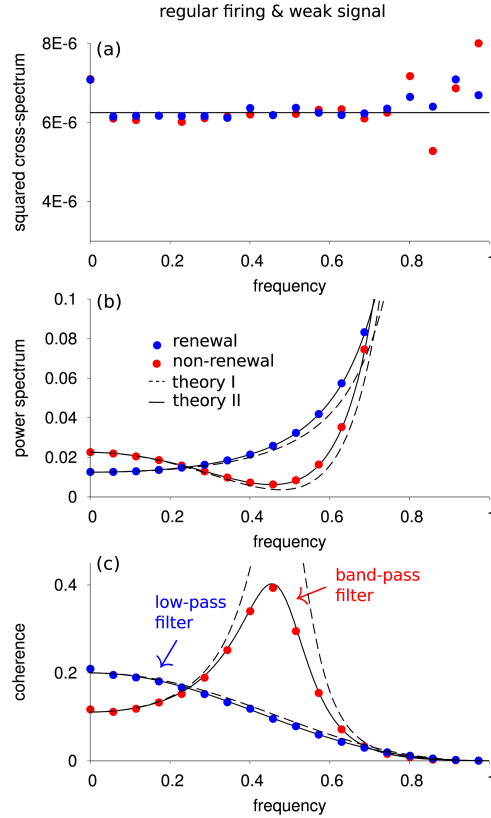 regular firing & weak signal
(a)
squared cross-spectrum
8E-6
6E-6
4E-6
0
0.2
0.4
0.6
0.8
1
frequency
(b)
power spectrum
0.1
0.08
0.06
0.04
0.02
0
renewal
non-renewal
theory I
theory II
0
0.2
0.4
0.6
0.8
1
frequency
(c)
coherence
0.4
0.2
0
low-pass
filter
band-pass
filter
0
0.2
0.4
0.6
0.8
1
frequency